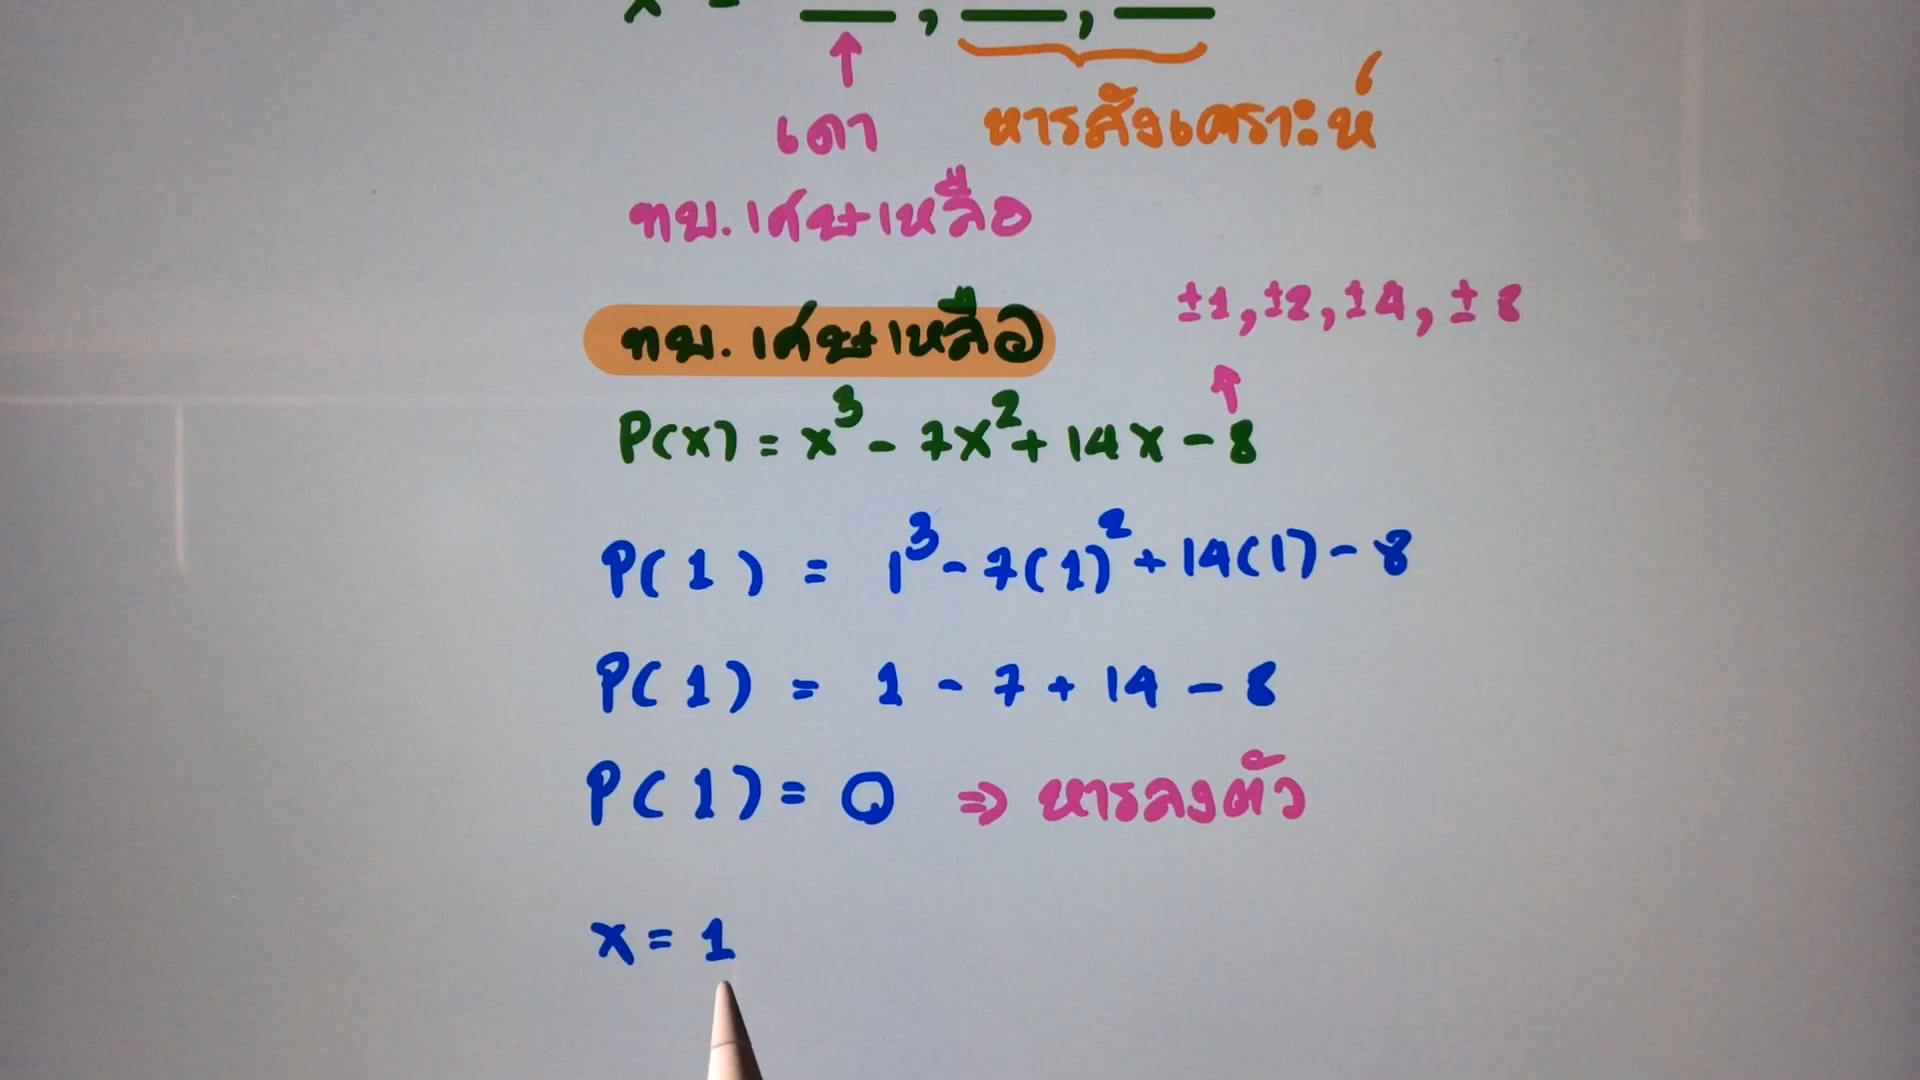 x = __ , __ , __
↑
เดา หารสังเคราะห์
ทบ. เศษเหลือ
±1, ±2, ±4, ± 8
ทบ. เศษเหลือ
↑
P(x) = x³ - 7x² + 14x - 8
P(1) = 1³ - 7(1)² + 14(1) - 8
P(1) = 1 - 7 + 14 - 8
P(1) = 0 ⇒ หารลงตัว
x = 1